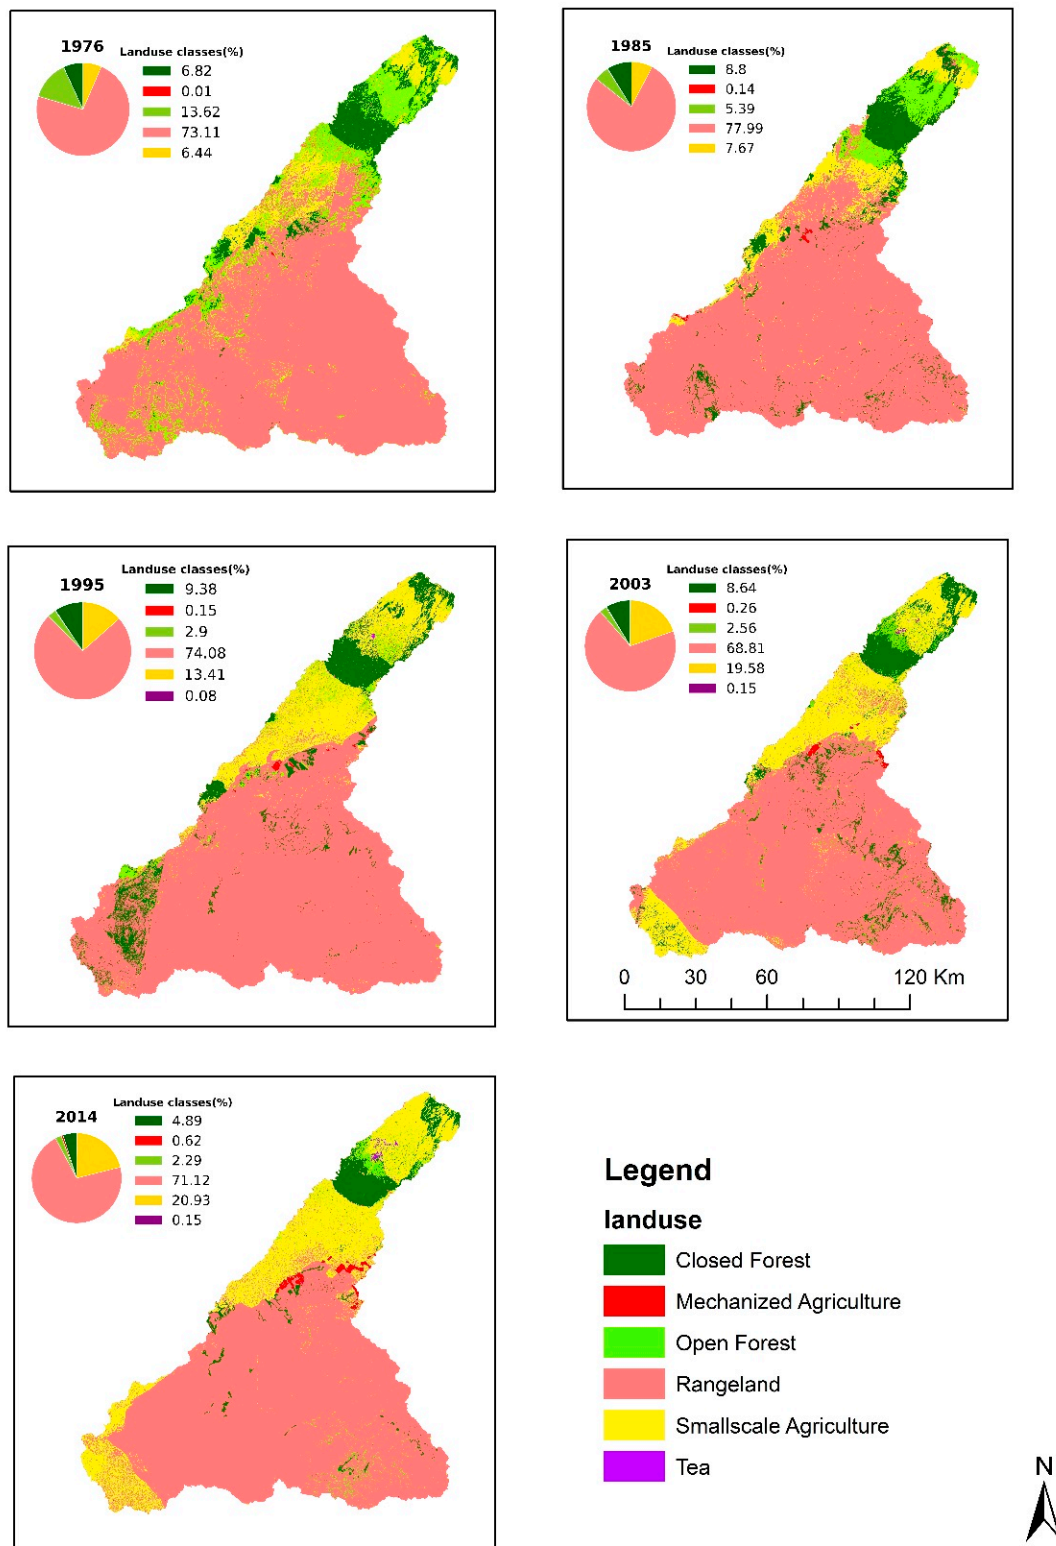 1976
Landuse classes(%)
6.82
0.01
13.62
73.11
6.44
1985
Landuse classes(%)
8.8
0.14
5.39
77.99
7.67
1995
Landuse classes(%)
9.38
0.15
2.9
74.08
13.41
0.08
2003
Landuse classes(%)
8.64
0.26
2.56
68.81
19.58
0.15
0 30 60 120 Km
2014
Landuse classes(%)
4.89
0.62
2.29
71.12
20.93
0.15
Legend
landuse
Closed Forest
Mechanized Agriculture
Open Forest
Rangeland
Smallscale Agriculture
Tea
N